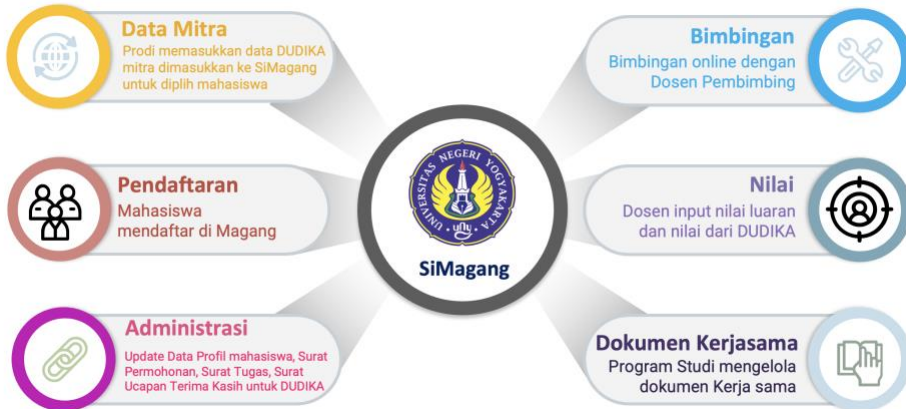 Data Mitra
Prodi memasukkan data DUDIKA
mitra dimasukkan ke SiMagang
untuk diplih mahasiswa
Pendaftaran
Mahasiswa
mendaftar di Magang
Administrasi
Update Data Profil mahasiswa, Surat
Permohonan, Surat Tugas, Surat
Ucapan Terima Kasih untuk DUDIKA
UNIVERSITAS NEGERI YOGYAKARTA
uny
SiMagang
Bimbingan
Bimbingan online dengan
Dosen Pembimbing
Nilai
Dosen input nilai luaran
dan nilai dari DUDIKA
Dokumen Kerjasama
Program Studi mengelola
dokumen Kerja sama